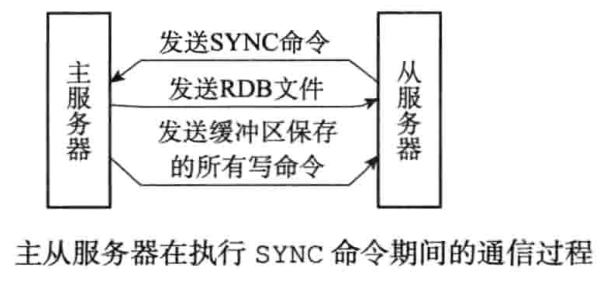 发送SYNC命令
主服务器
从服务器
发送RDB文件
发送缓冲区保存
的所有写命令
主从服务器在执行 SYNC 命令期间的通信过程